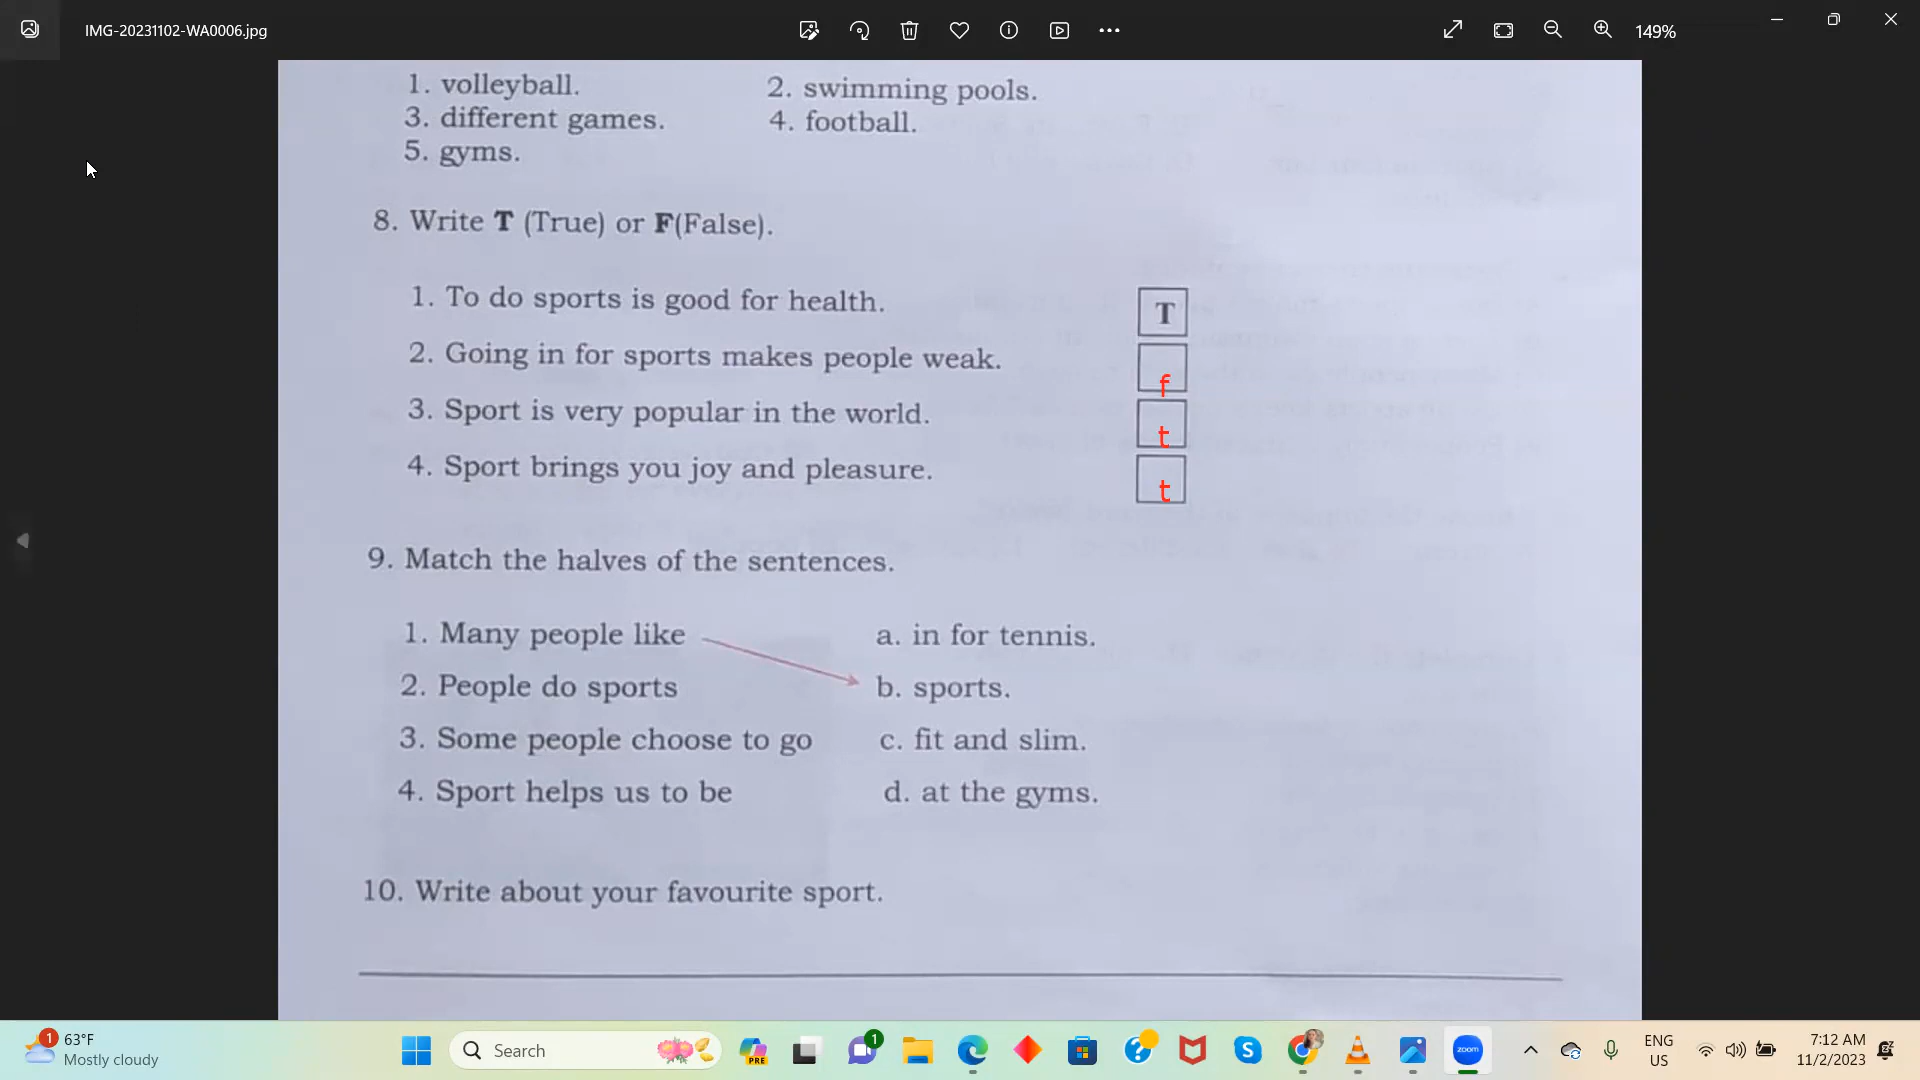 IMG-20231102-WA0006.jpg
149%
1. volleyball. 2. swimming pools.
3. different games. 4. football.
5. gyms.
8. Write T (True) or F(False).
1. To do sports is good for health. T
2. Going in for sports makes people weak. f
3. Sport is very popular in the world. t
4. Sport brings you joy and pleasure. t
9. Match the halves of the sentences.
1. Many people like a. in for tennis.
2. People do sports b. sports.
3. Some people choose to go c. fit and slim.
4. Sport helps us to be d. at the gyms.
10. Write about your favourite sport.
1 63°F
Mostly cloudy
Search
PRE
1
S
zoom
ENG
US
7:12 AM
11/2/2023